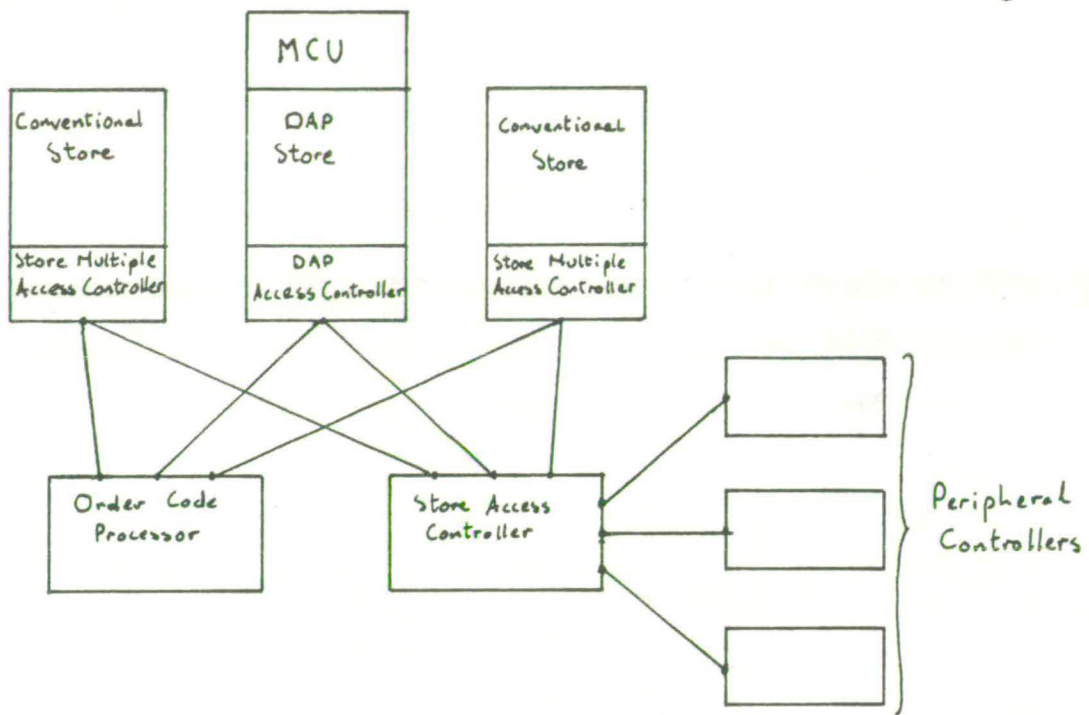 MCU
Conventional
Store
DAP
Store
Conventional
Store
Store Multiple
Access Controller
DAP
Access Controller
Store Multiple
Access Controller
Order Code
Processor
Store Access
Controller
Peripheral
Controllers